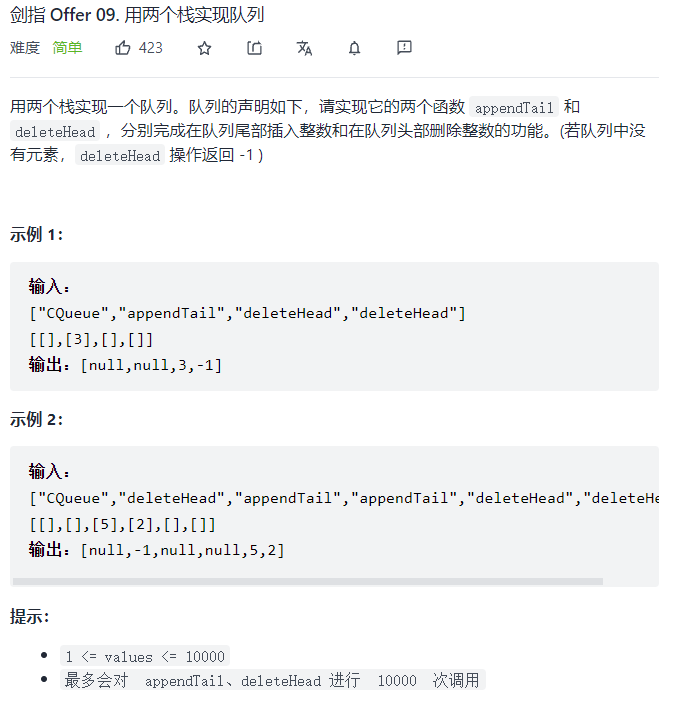 剑指 Offer 09. 用两个栈实现队列
难度 简单 423
用两个栈实现一个队列。队列的声明如下，请实现它的两个函数 appendTail 和
deleteHead ，分别完成在队列尾部插入整数和在队列头部删除整数的功能。(若队列中没
有元素，deleteHead 操作返回 -1 )
示例 1：
输入：
["CQueue","appendTail","deleteHead","deleteHead"]
[[],[3],[],[]]
输出：[null,null,3,-1]
示例 2：
输入：
["CQueue","deleteHead","appendTail","appendTail","deleteHead","deleteHe
[[],[],[5],[2],[],[]]
输出：[null,-1,null,null,5,2]
提示：
1 <= values <= 10000
最多会对 appendTail、deleteHead 进行 10000 次调用